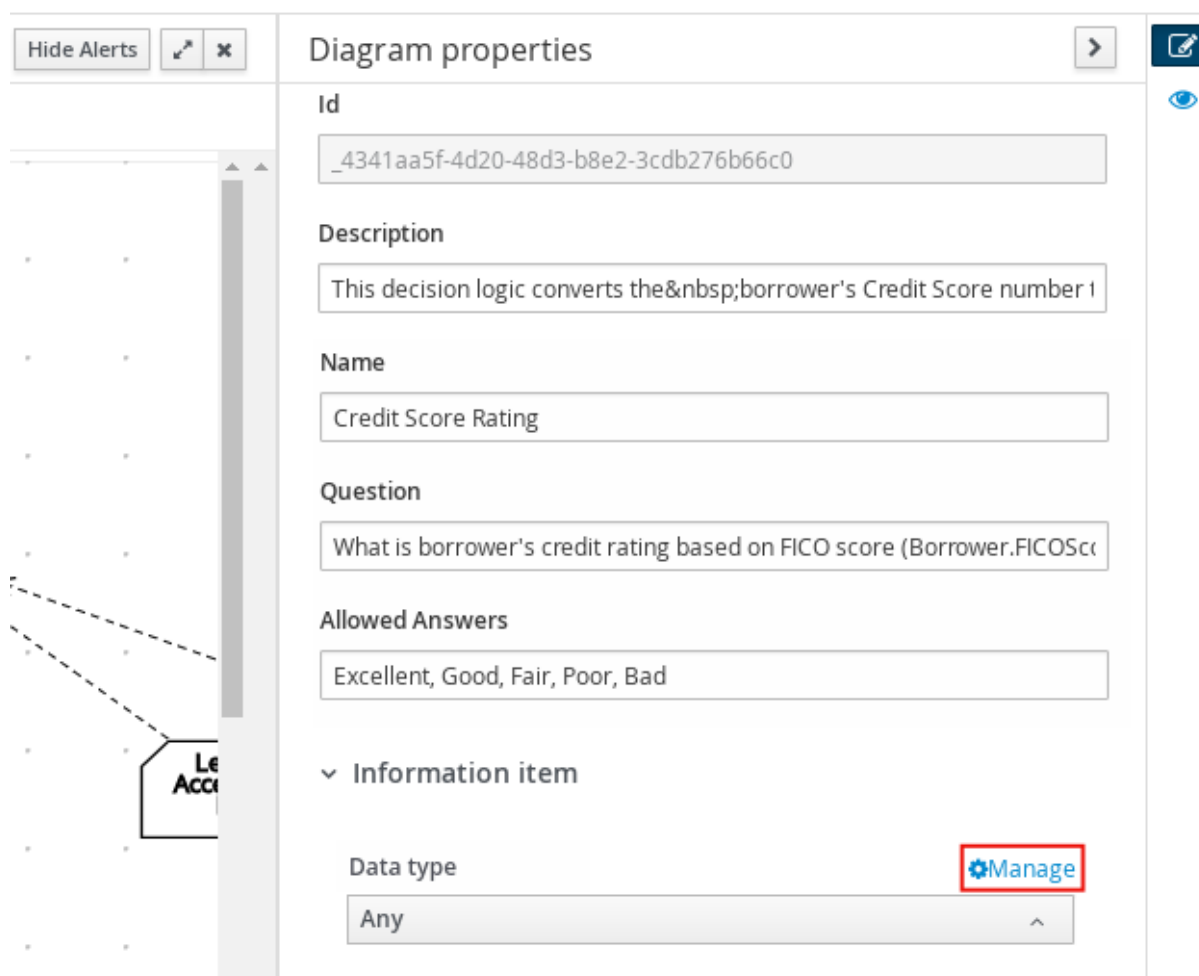 Hide Alerts
Diagram properties
Id
_4341aa5f-4d20-48d3-b8e2-3cdb276b66c0
Description
This decision logic converts the&nbsp;borrower's Credit Score number
Name
Credit Score Rating
Question
What is borrower's credit rating based on FICO score (Borrower.FICOSc
Allowed Answers
Excellent, Good, Fair, Poor, Bad
Information item
Le
Acce
Data type
Manage
Any